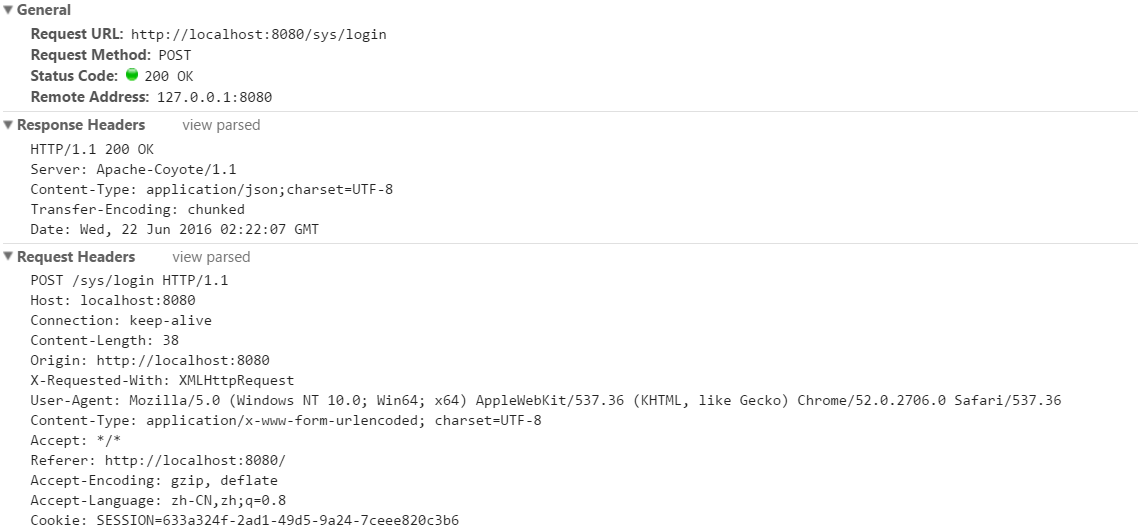 General
Request URL: http://localhost:8080/sys/login
Request Method: POST
Status Code: 200 OK
Remote Address: 127.0.0.1:8080
Response Headers view parsed
HTTP/1.1 200 OK
Server: Apache-Coyote/1.1
Content-Type: application/json;charset=UTF-8
Transfer-Encoding: chunked
Date: Wed, 22 Jun 2016 02:22:07 GMT
Request Headers view parsed
POST /sys/login HTTP/1.1
Host: localhost:8080
Connection: keep-alive
Content-Length: 38
Origin: http://localhost:8080
X-Requested-With: XMLHttpRequest
User-Agent: Mozilla/5.0 (Windows NT 10.0; Win64; x64) AppleWebKit/537.36 (KHTML, like Gecko) Chrome/52.0.2706.0 Safari/537.36
Content-Type: application/x-www-form-urlencoded; charset=UTF-8
Accept: */*
Referer: http://localhost:8080/
Accept-Encoding: gzip, deflate
Accept-Language: zh-CN,zh;q=0.8
Cookie: SESSION=633a324f-2ad1-49d5-9a24-7ceee820c3b6